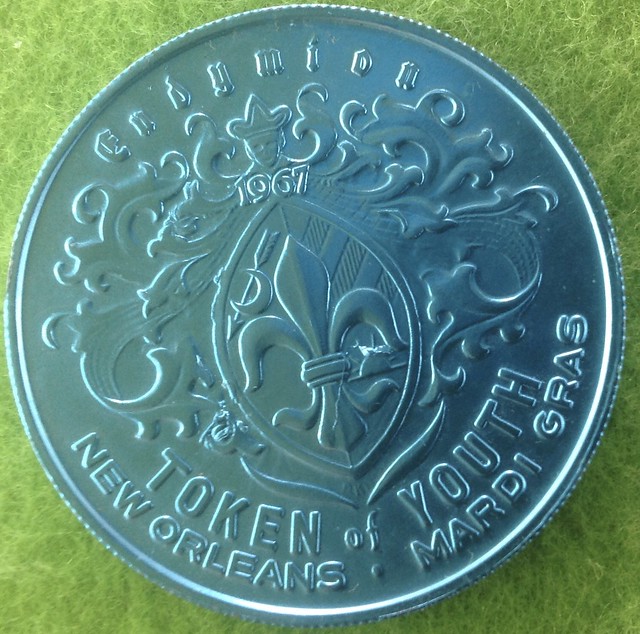 Endymion
1967
TOKEN of YOUTH
NEW ORLEANS · MARDI GRAS